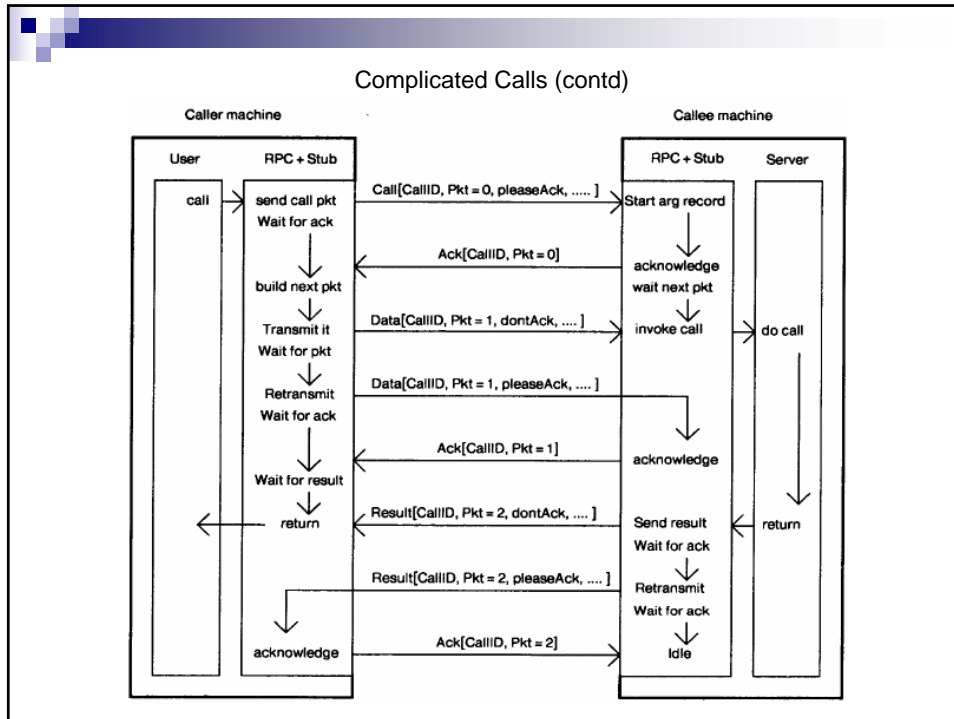 Complicated Calls (contd)
Caller machine
Callee machine
User
RPC + Stub
RPC + Stub
Server
call
send call pkt
Call[CallID, Pkt = 0, pleaseAck, ..... ]
Start arg record
Wait for ack
Ack[CallID, Pkt = 0]
acknowledge
build next pkt
wait next pkt
Transmit it
Data[CallID, Pkt = 1, dontAck, .... ]
invoke call
do call
Wait for pkt
Retransmit
Data[CallID, Pkt = 1, pleaseAck, .... ]
Wait for ack
Ack[CallID, Pkt = 1]
acknowledge
Wait for result
return
Result[CallID, Pkt = 2, dontAck, .... ]
Send result
return
Wait for ack
Result[CallID, Pkt = 2, pleaseAck, .... ]
Retransmit
Wait for ack
acknowledge
Ack[CallID, Pkt = 2]
Idle